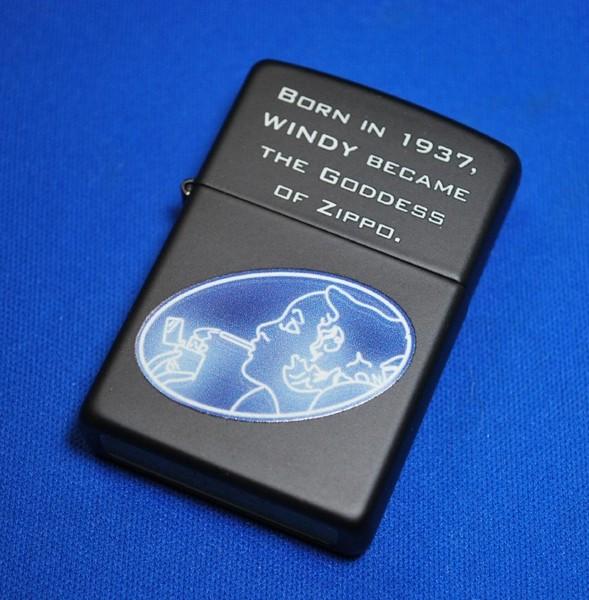 Born in 1937,
WINDY became
the Goddess
of Zippo.